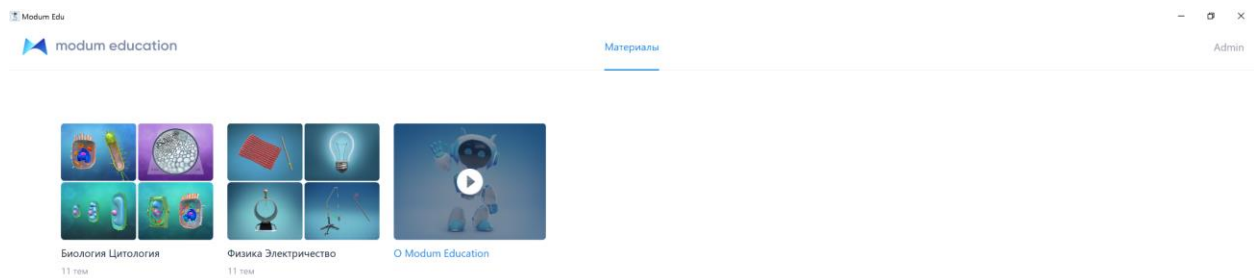 Modum Edu
modum education
Материалы
Admin
Биология Цитология
11 тем
Физика Электричество
11 тем
О Modum Education